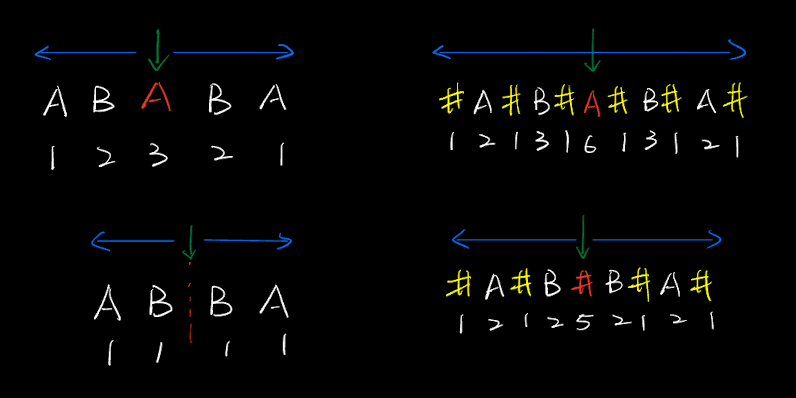 A B A B A
1 2 3 2 1
# A # B # A # B # A #
1 2 1 3 1 6 1 3 1 2 1
A B B A
1 1 1 1
# A # B # B # A #
1 2 1 2 5 2 1 2 1